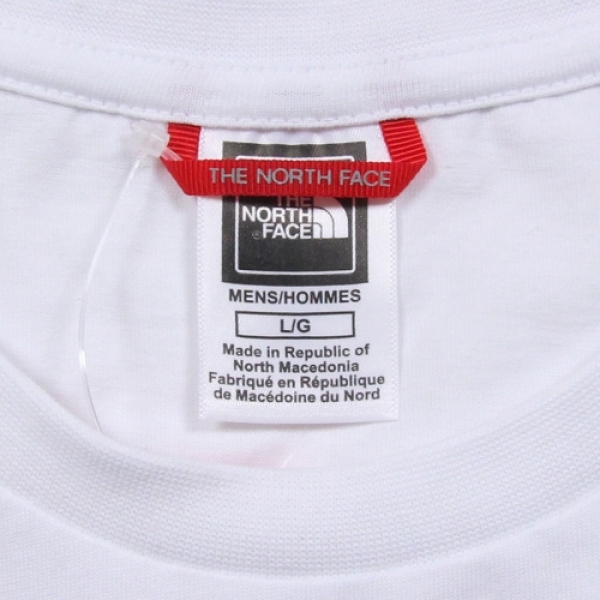 THE NORTH FACE
THE
NORTH
FACE
MENS/HOMMES
L/G
Made in Republic of
North Macedonia
Fabriqué en République
de Macédoine du Nord